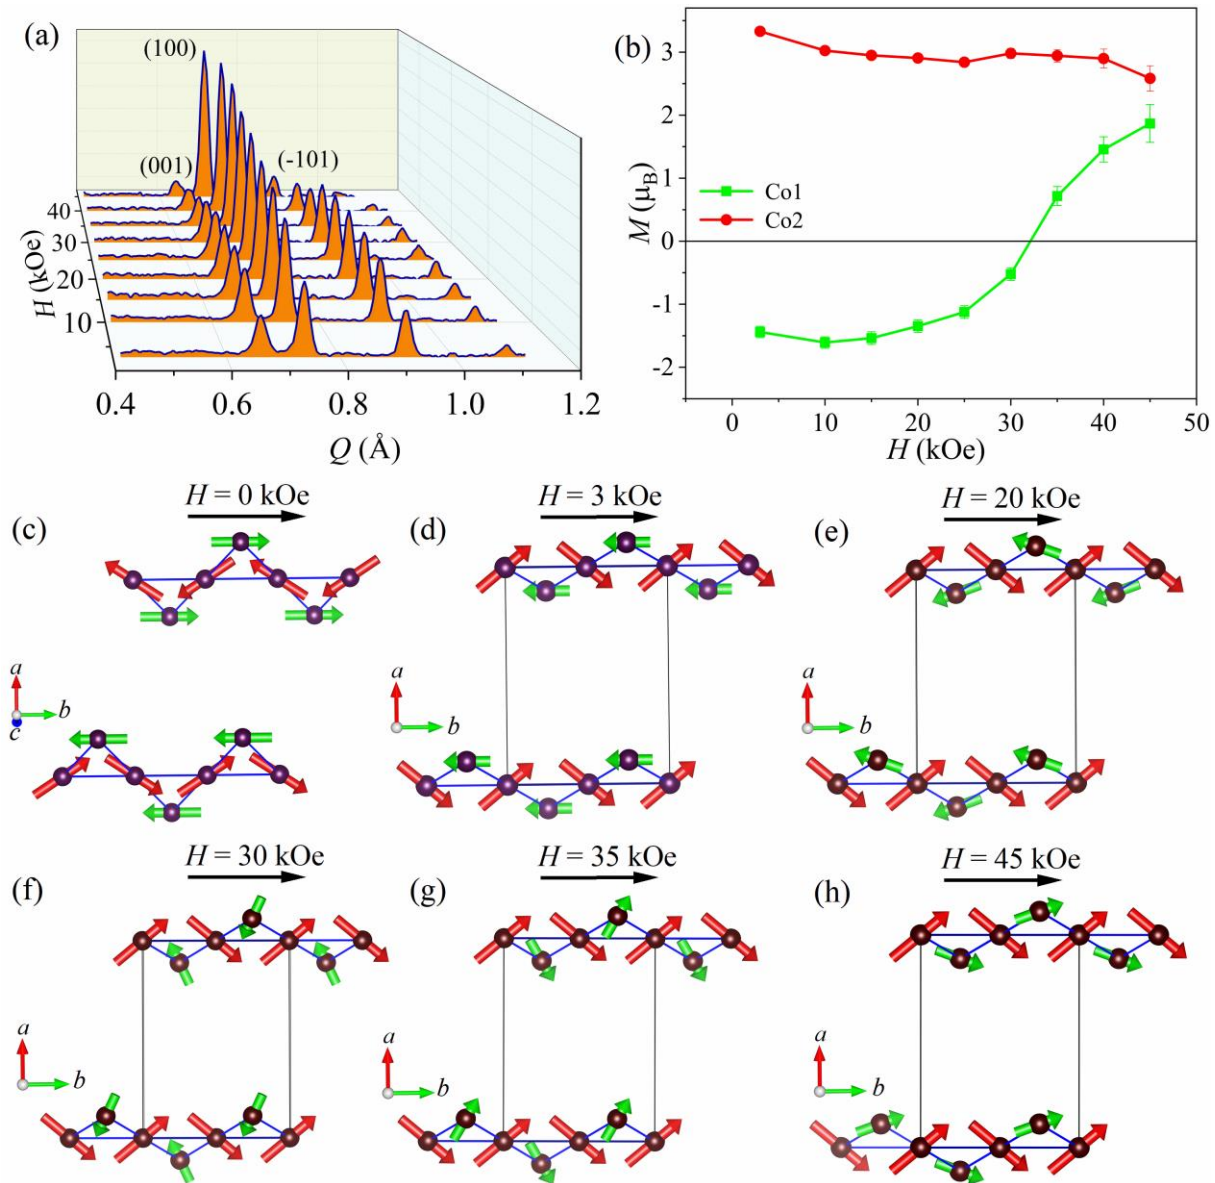 (a)
(100)
(001)
(-101)
40
30
20
10
H (kOe)
0.4
0.6
0.8
1.0
1.2
Q (Å)
(b)
3
2
1
0
-1
-2
M (μB)
Co1
Co2
0
10
20
30
40
50
H (kOe)
(c)
H = 0 kOe
a
b
c
(d)
H = 3 kOe
a
b
(e)
H = 20 kOe
a
b
(f)
H = 30 kOe
a
b
(g)
H = 35 kOe
a
b
(h)
H = 45 kOe
a
b